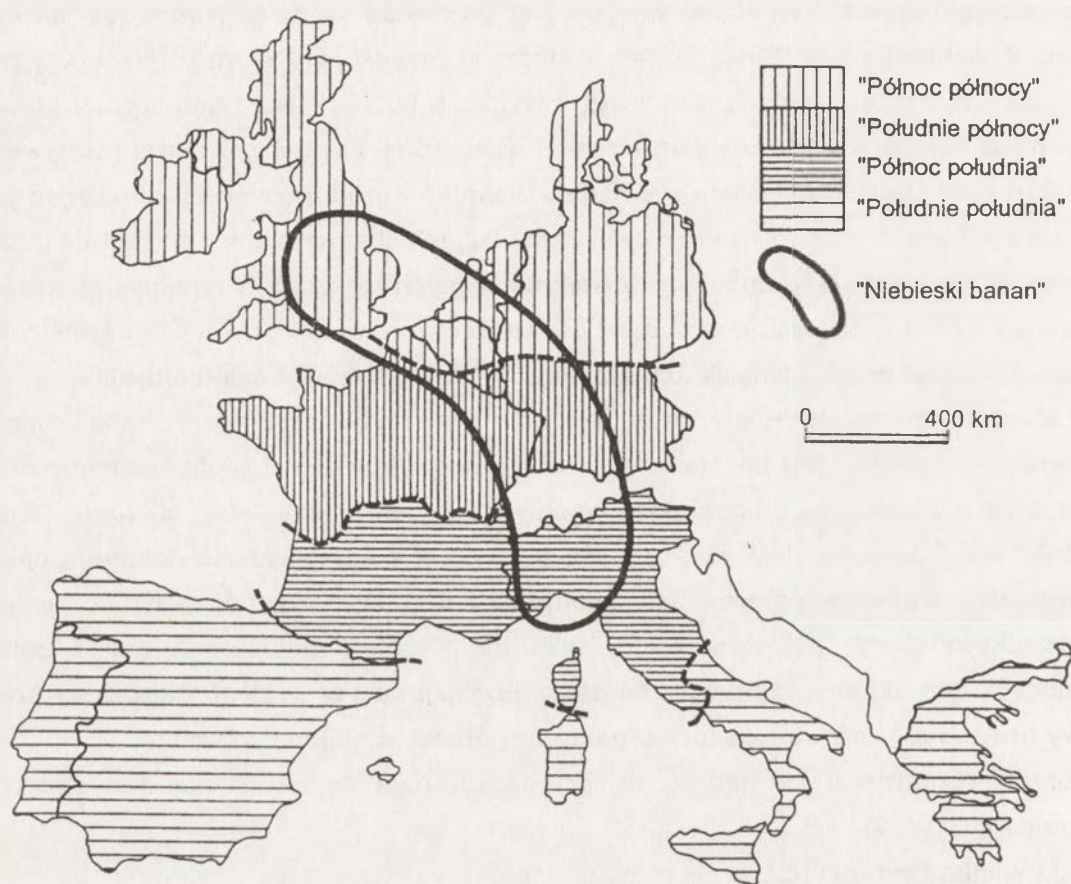 "Północ północy"
"Południe północy"
"Północ południa"
"Południe południa"
"Niebieski banan"
0 400 km